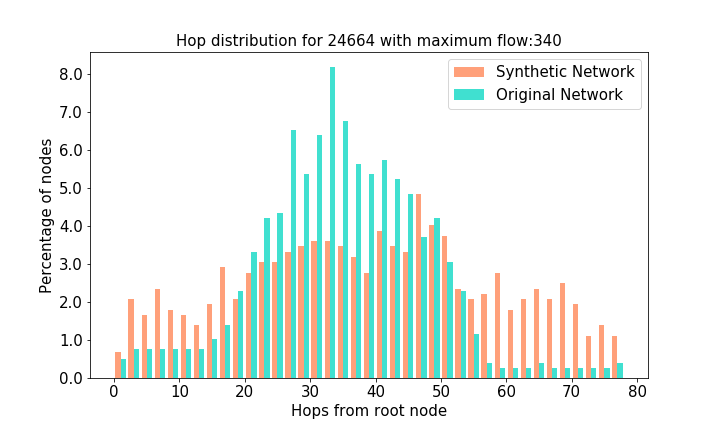 Hop distribution for 24664 with maximum flow:340
Synthetic Network
Original Network
Percentage of nodes
8.0
7.0
6.0
5.0
4.0
3.0
2.0
1.0
0.0
0 10 20 30 40 50 60 70 80
Hops from root node